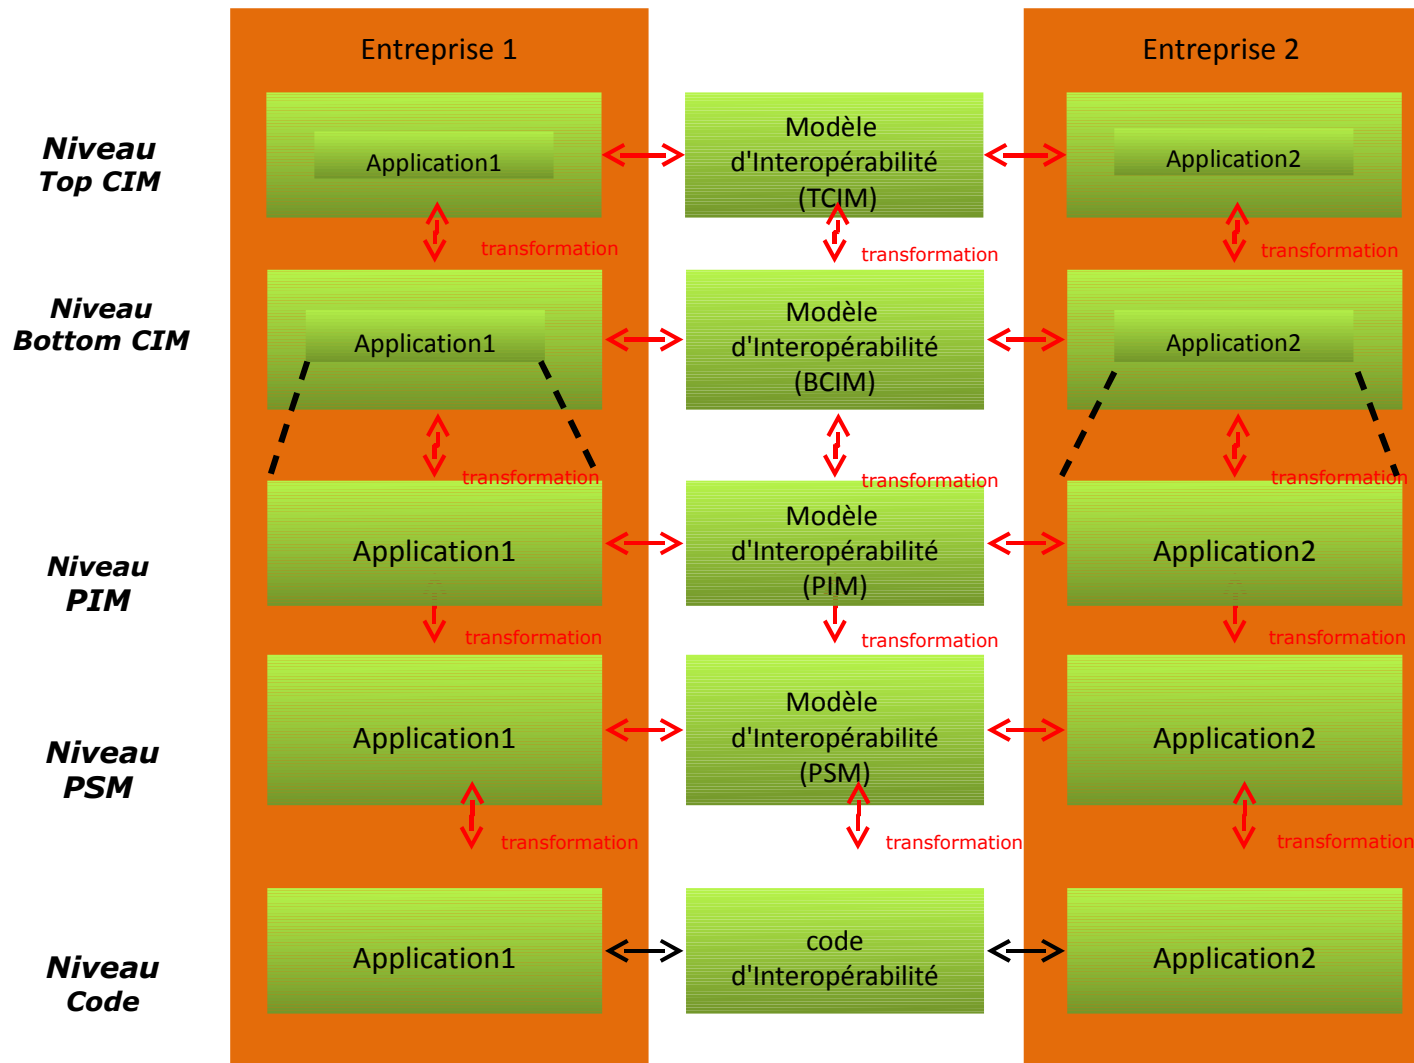 Entreprise 1
Entreprise 2
Niveau
Top CIM
Application1
Modèle
d'Interopérabilité
(TCIM)
Application2
transformation
transformation
transformation
Niveau
Bottom CIM
Application1
Modèle
d'Interopérabilité
(BCIM)
Application2
transformation
transformation
transformation
Niveau
PIM
Application1
Modèle
d'Interopérabilité
(PIM)
Application2
transformation
transformation
transformation
Niveau
PSM
Application1
Modèle
d'Interopérabilité
(PSM)
Application2
transformation
transformation
transformation
Niveau
Code
Application1
code
d'Interopérabilité
Application2